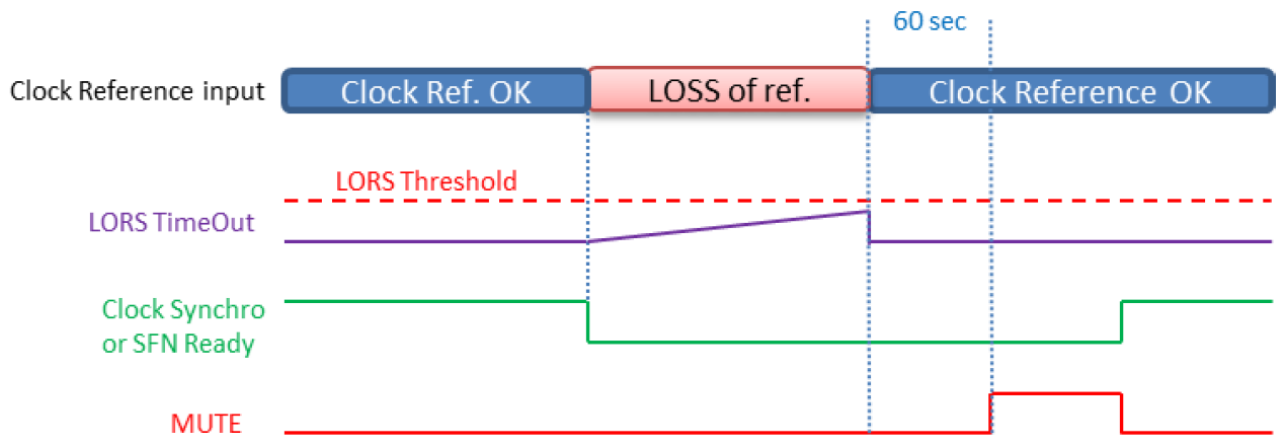 60 sec
Clock Reference input
Clock Ref. OK
LOSS of ref.
Clock Reference OK
LORS Threshold
LORS TimeOut
Clock Synchro
or SFN Ready
MUTE